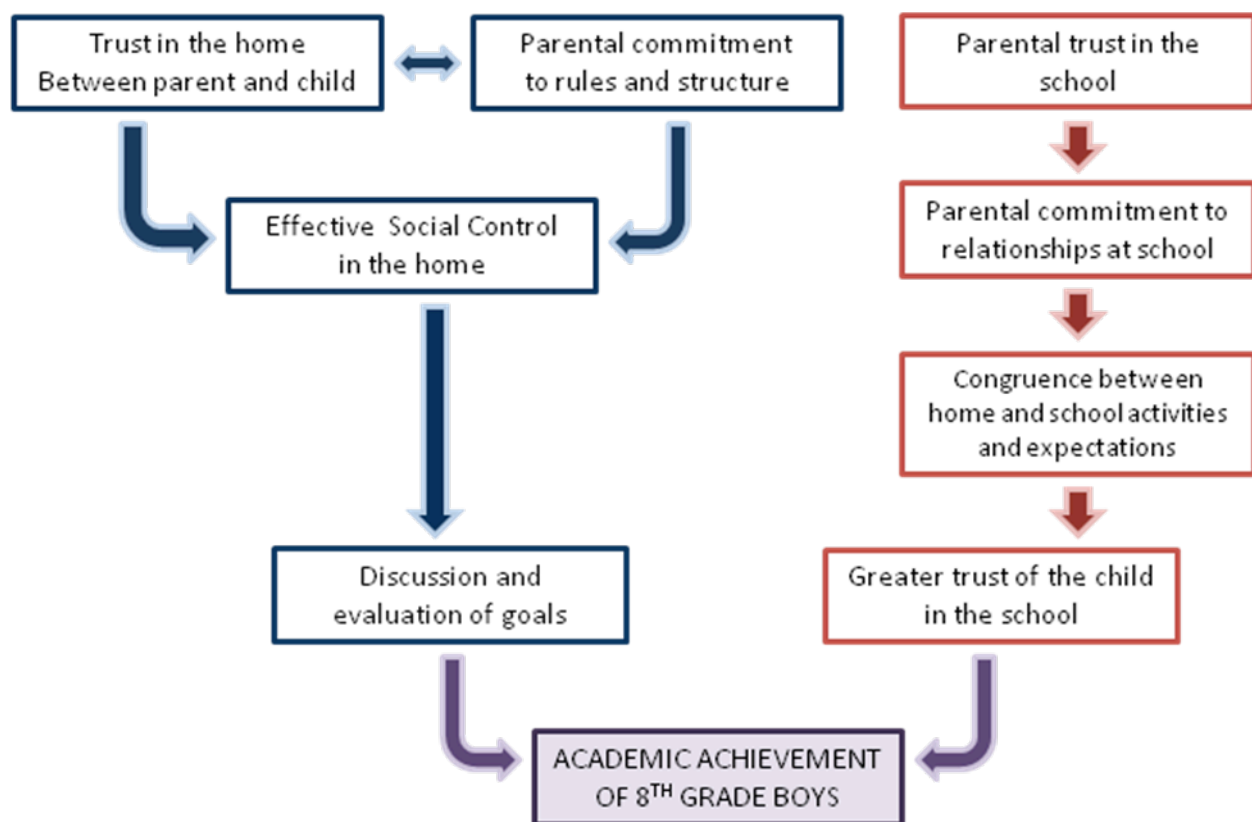 Trust in the home
Between parent and child
Parental commitment
to rules and structure
Parental trust in the
school
Effective Social Control
in the home
Parental commitment to
relationships at school
Congruence between
home and school activities
and expectations
Discussion and
evaluation of goals
Greater trust of the child
in the school
ACADEMIC ACHIEVEMENT
OF 8TH GRADE BOYS